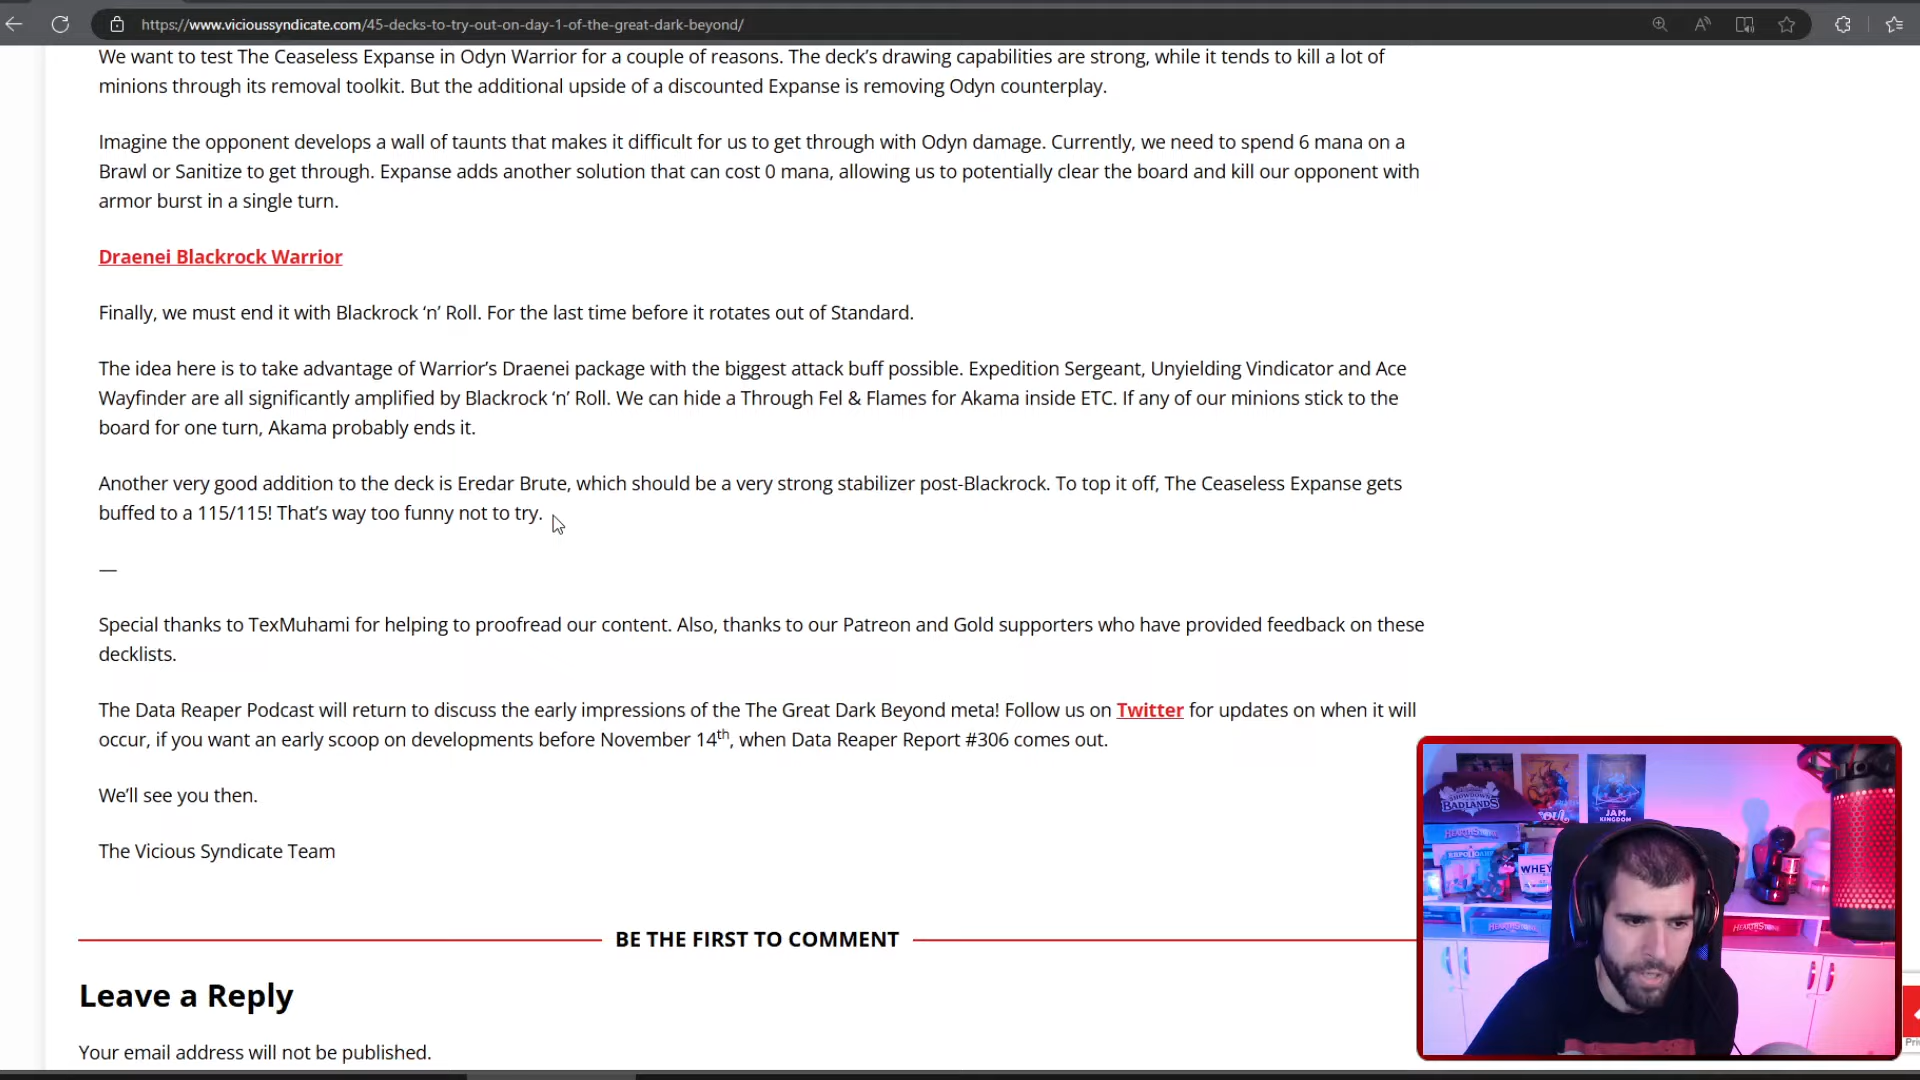 https://www.vicioussyndicate.com/45-decks-to-try-out-on-day-1-of-the-great-dark-beyond/
We want to test The Ceaseless Expanse in Odyn Warrior for a couple of reasons. The deck’s drawing capabilities are strong, while it tends to kill a lot of
minions through its removal toolkit. But the additional upside of a discounted Expanse is removing Odyn counterplay.
Imagine the opponent develops a wall of taunts that makes it difficult for us to get through with Odyn damage. Currently, we need to spend 6 mana on a
Brawl or Sanitize to get through. Expanse adds another solution that can cost 0 mana, allowing us to potentially clear the board and kill our opponent with
armor burst in a single turn.
Draenei Blackrock Warrior
Finally, we must end it with Blackrock ‘n’ Roll. For the last time before it rotates out of Standard.
The idea here is to take advantage of Warrior’s Draenei package with the biggest attack buff possible. Expedition Sergeant, Unyielding Vindicator and Ace
Wayfinder are all significantly amplified by Blackrock ‘n’ Roll. We can hide a Through Fel & Flames for Akama inside ETC. If any of our minions stick to the
board for one turn, Akama probably ends it.
Another very good addition to the deck is Eredar Brute, which should be a very strong stabilizer post-Blackrock. To top it off, The Ceaseless Expanse gets
buffed to a 115/115! That’s way too funny not to try.
—
Special thanks to TexMuhami for helping to proofread our content. Also, thanks to our Patreon and Gold supporters who have provided feedback on these
decklists.
The Data Reaper Podcast will return to discuss the early impressions of the The Great Dark Beyond meta! Follow us on Twitter for updates on when it will
occur, if you want an early scoop on developments before November 14th, when Data Reaper Report #306 comes out.
We’ll see you then.
The Vicious Syndicate Team
BE THE FIRST TO COMMENT
Leave a Reply
Your email address will not be published.
SHOWDOWN
BADLANDS
JAM
KINGDOM
HEARTHSTONE
WHEY
HEARTHSTONE